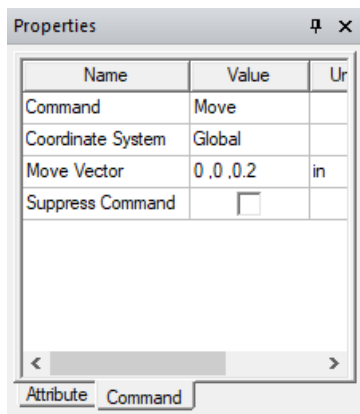 Properties
Name Value Ur
Command Move
Coordinate System Global
Move Vector 0 ,0 ,0.2 in
Suppress Command
Attribute Command